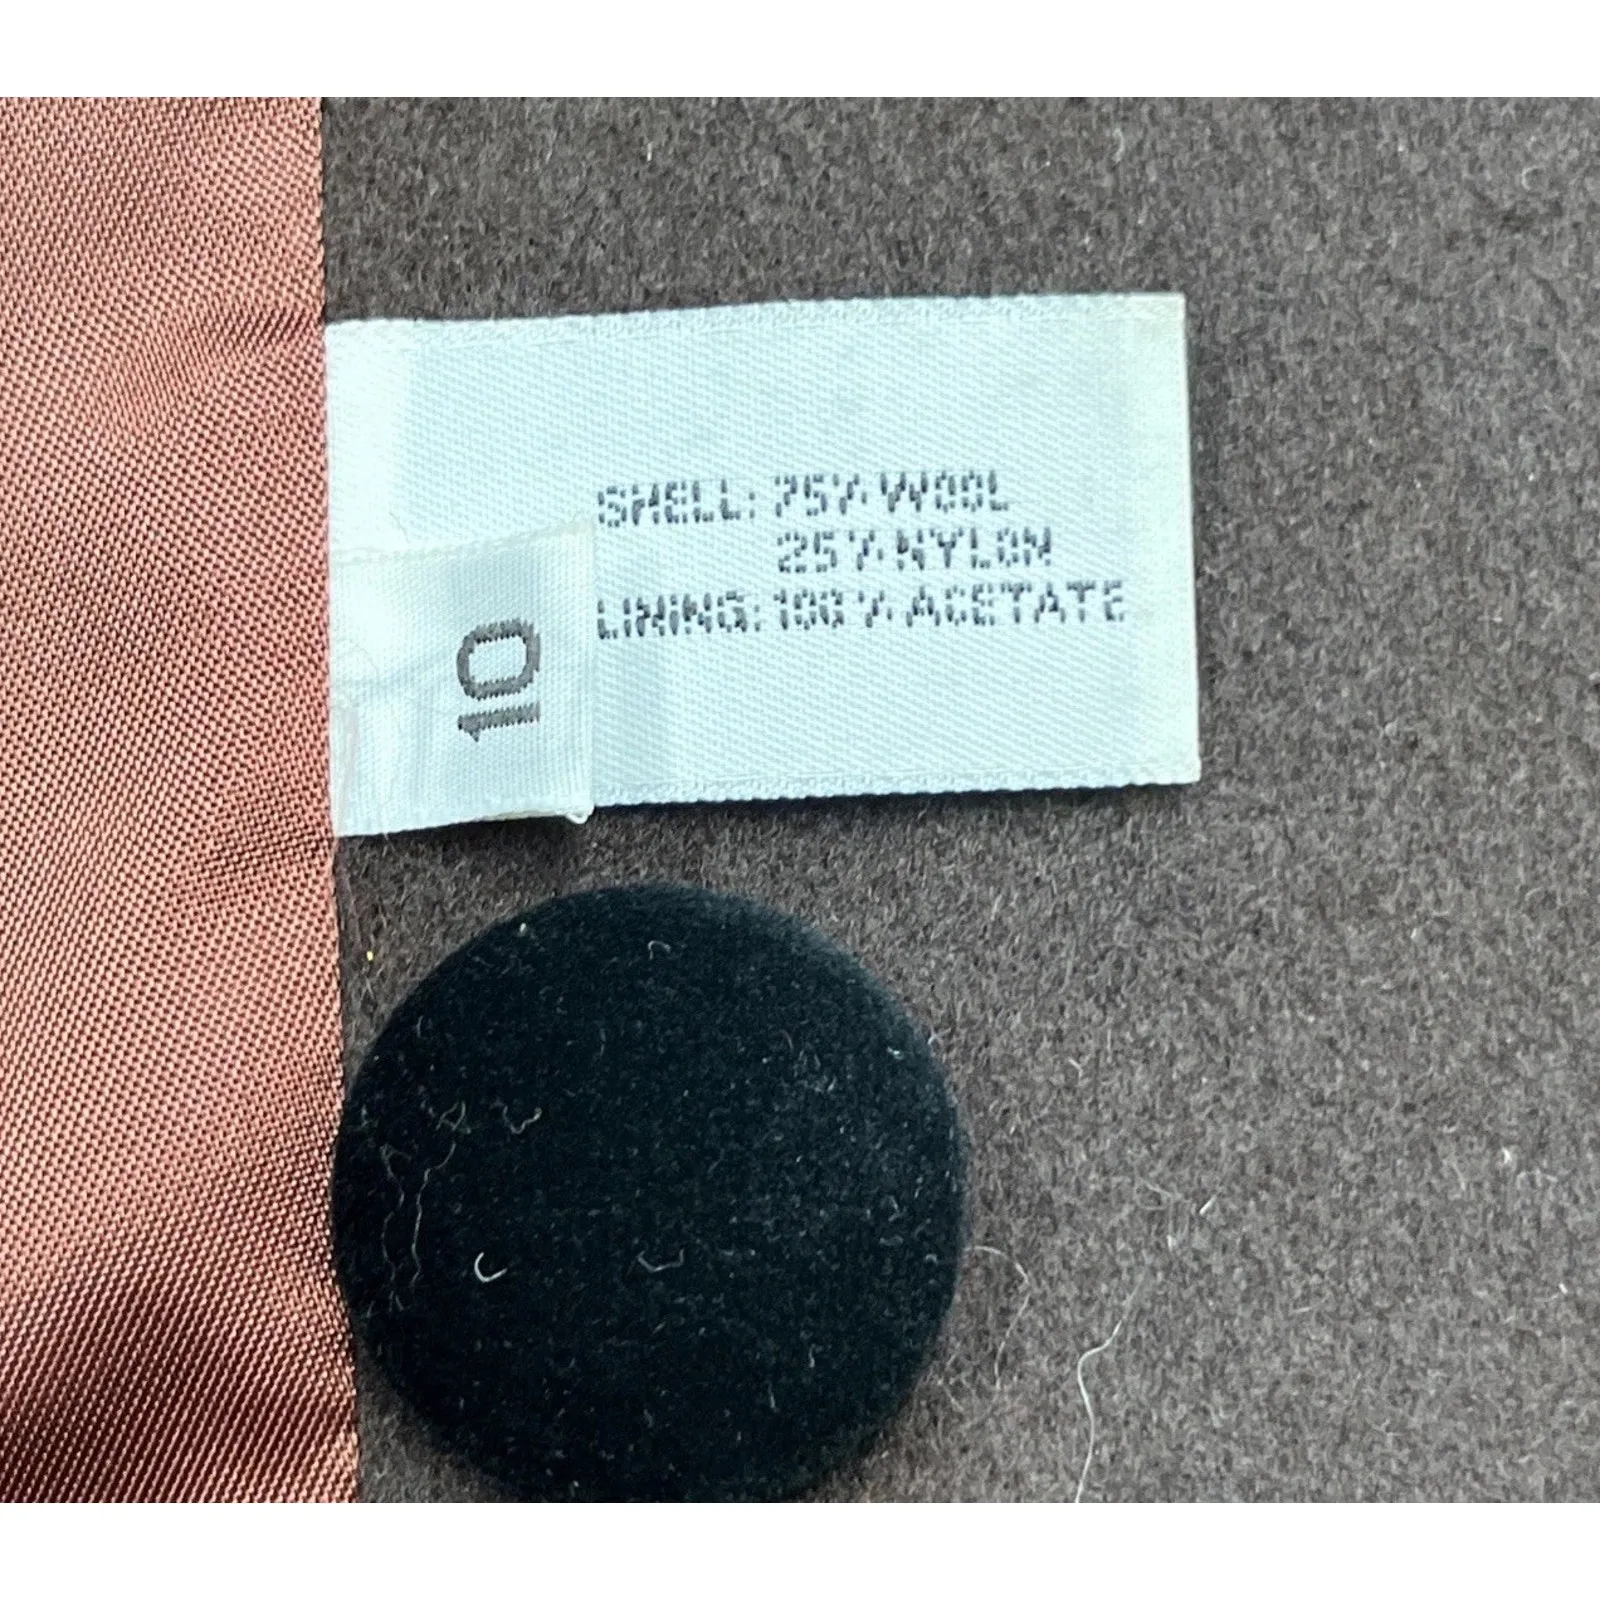 SHELL: 75% WOOL
25% NYLON
LINING: 100% ACETATE
10